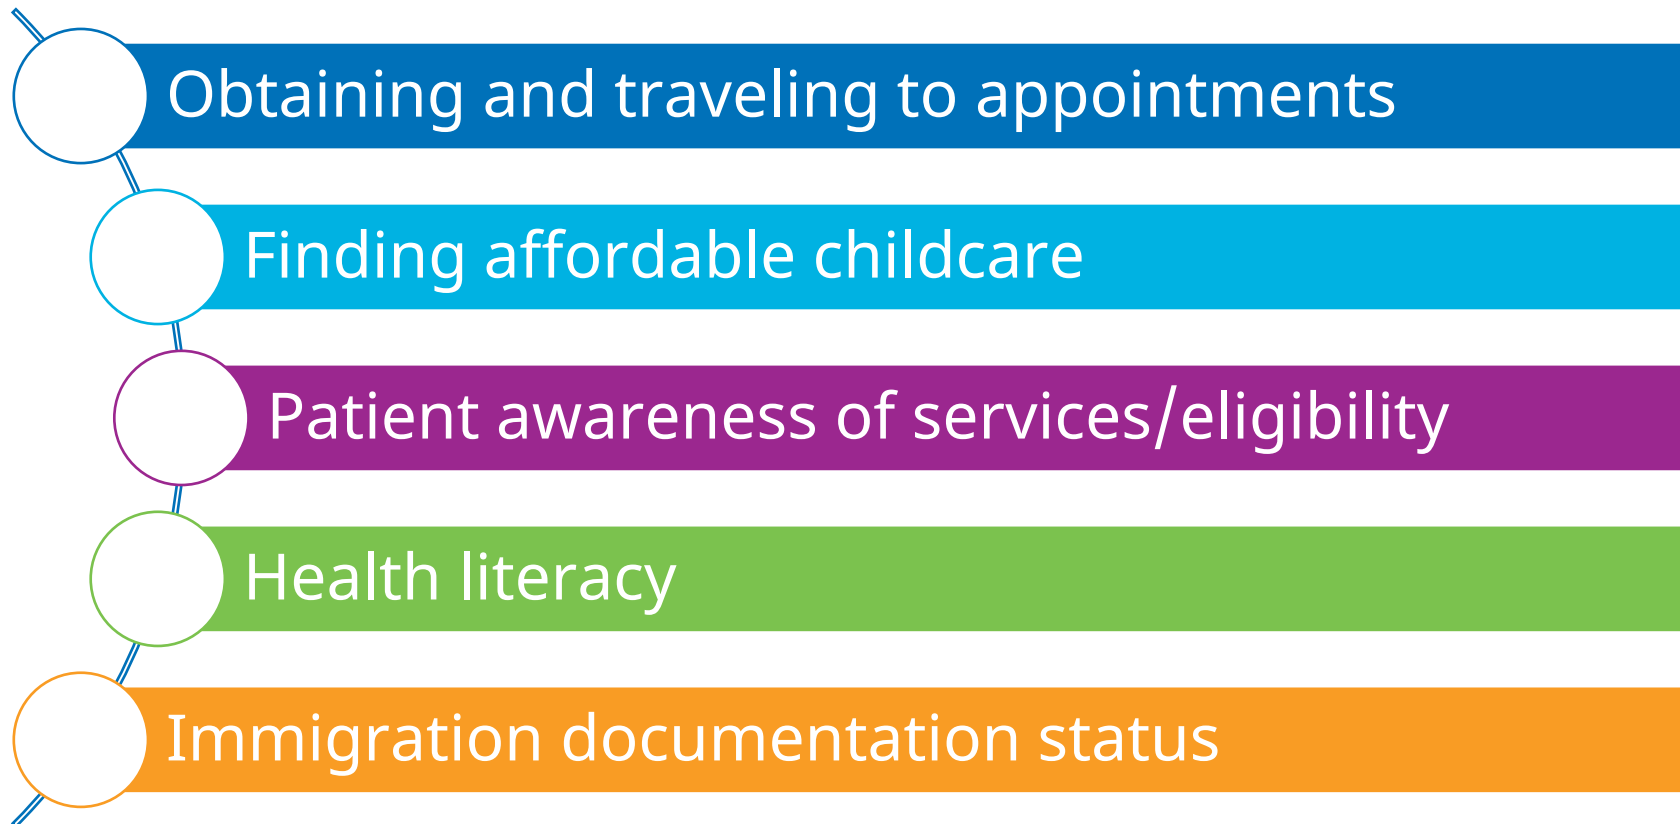 Obtaining and traveling to appointments
Finding affordable childcare
Patient awareness of services/eligibility
Health literacy
Immigration documentation status